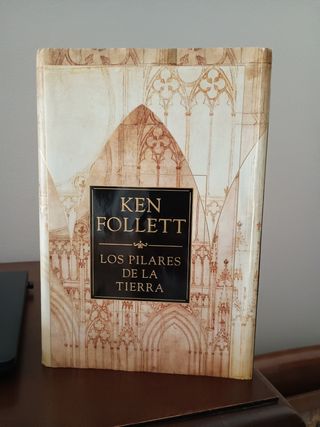 KEN
FOLLETT
LOS PILARES
DE LA
TIERRA